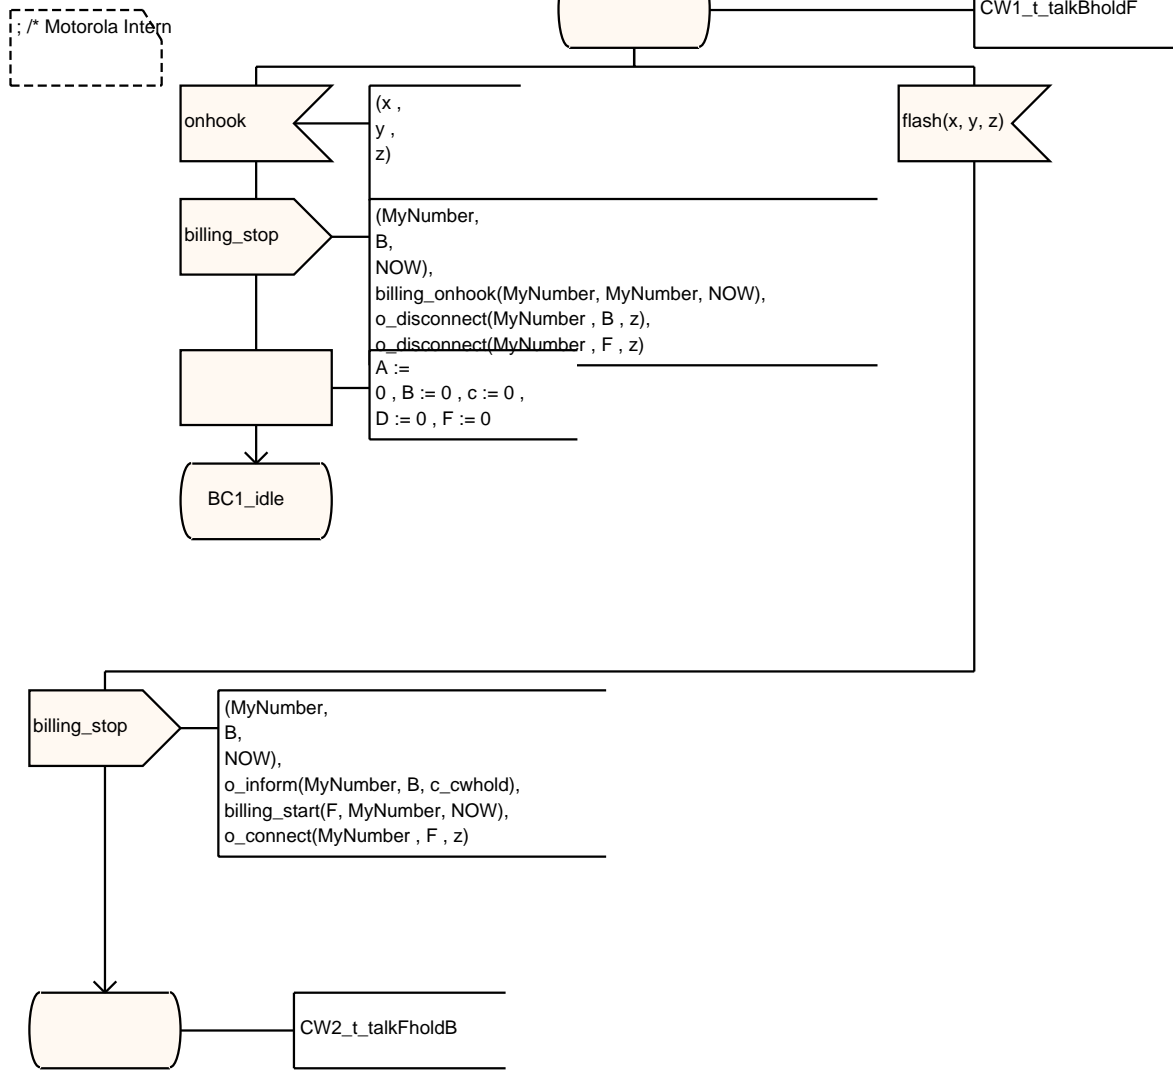 ; /* Motorola Intern
CW1_t_talkBholdF
onhook
(x ,
y ,
z)
flash(x, y, z)
billing_stop
(MyNumber,
B,
NOW),
billing_onhook(MyNumber, MyNumber, NOW),
o_disconnect(MyNumber , B , z),
o_disconnect(MyNumber , F , z)
A :=
0 , B := 0 , c := 0 ,
D := 0 , F := 0
BC1_idle
billing_stop
(MyNumber,
B,
NOW),
o_inform(MyNumber, B, c_cwhold),
billing_start(F, MyNumber, NOW),
o_connect(MyNumber , F , z)
CW2_t_talkFholdB